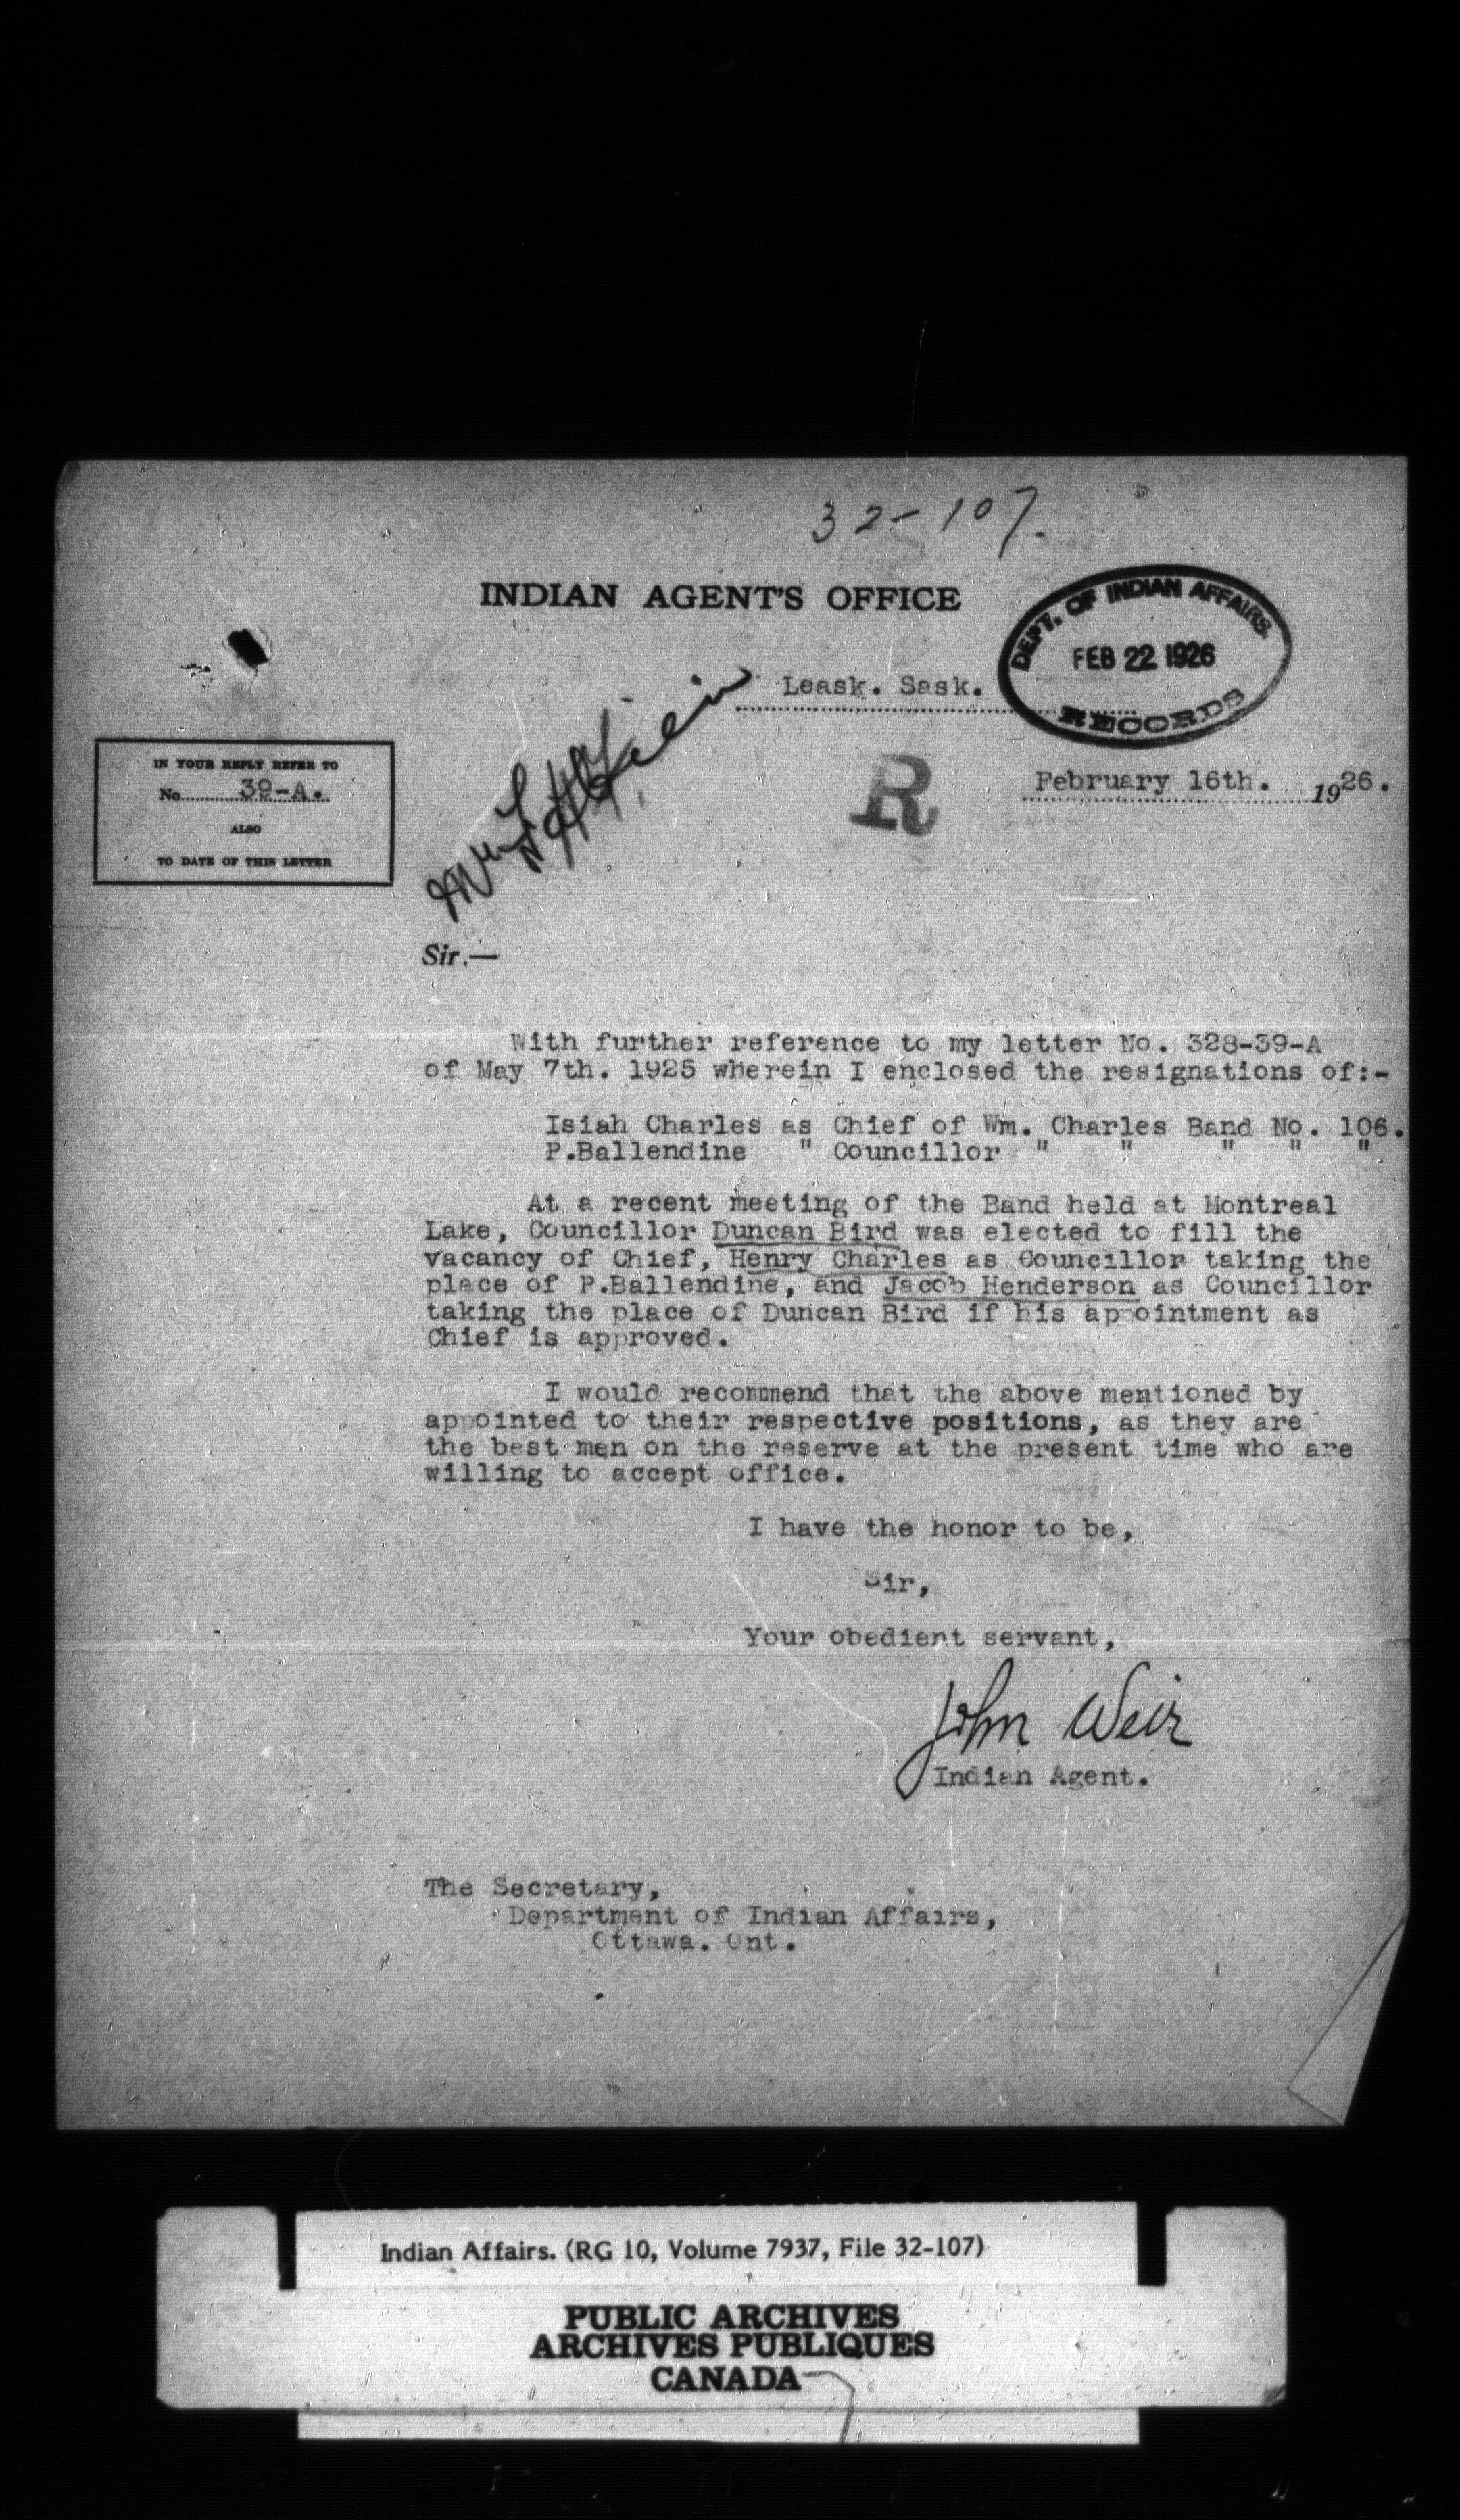 32-107.
INDIAN AGENT'S OFFICE
DEPT. OF INDIAN AFFAIRS.
FEB 22 1926
RECORDS
Leask. Sask.
R
February 16th. 1926.
IN YOUR REPLY REFER TO
No. 39-A.
ALSO
TO DATE OF THIS LETTER
Sir.—
With further reference to my letter No. 328-39-A
of May 7th. 1925 wherein I enclosed the resignations of:-
Isiah Charles as Chief of Wm. Charles Band No. 106.
P.Ballendine " Councillor " " " " "
At a recent meeting of the Band held at Montreal
Lake, Councillor Duncan Bird was elected to fill the
vacancy of Chief, Henry Charles as Councillor taking the
place of P.Ballendine, and Jacob Henderson as Councillor
taking the place of Duncan Bird if his appointment as
Chief is approved.
I would recommend that the above mentioned by
appointed to their respective positions, as they are
the best men on the reserve at the present time who are
willing to accept office.
I have the honor to be,
Sir,
Your obedient servant,
John Weir
Indian Agent.
The Secretary,
Department of Indian Affairs,
Ottawa. Ont.
Indian Affairs. (RG 10, Volume 7937, File 32-107)
PUBLIC ARCHIVES
ARCHIVES PUBLIQUES
CANADA